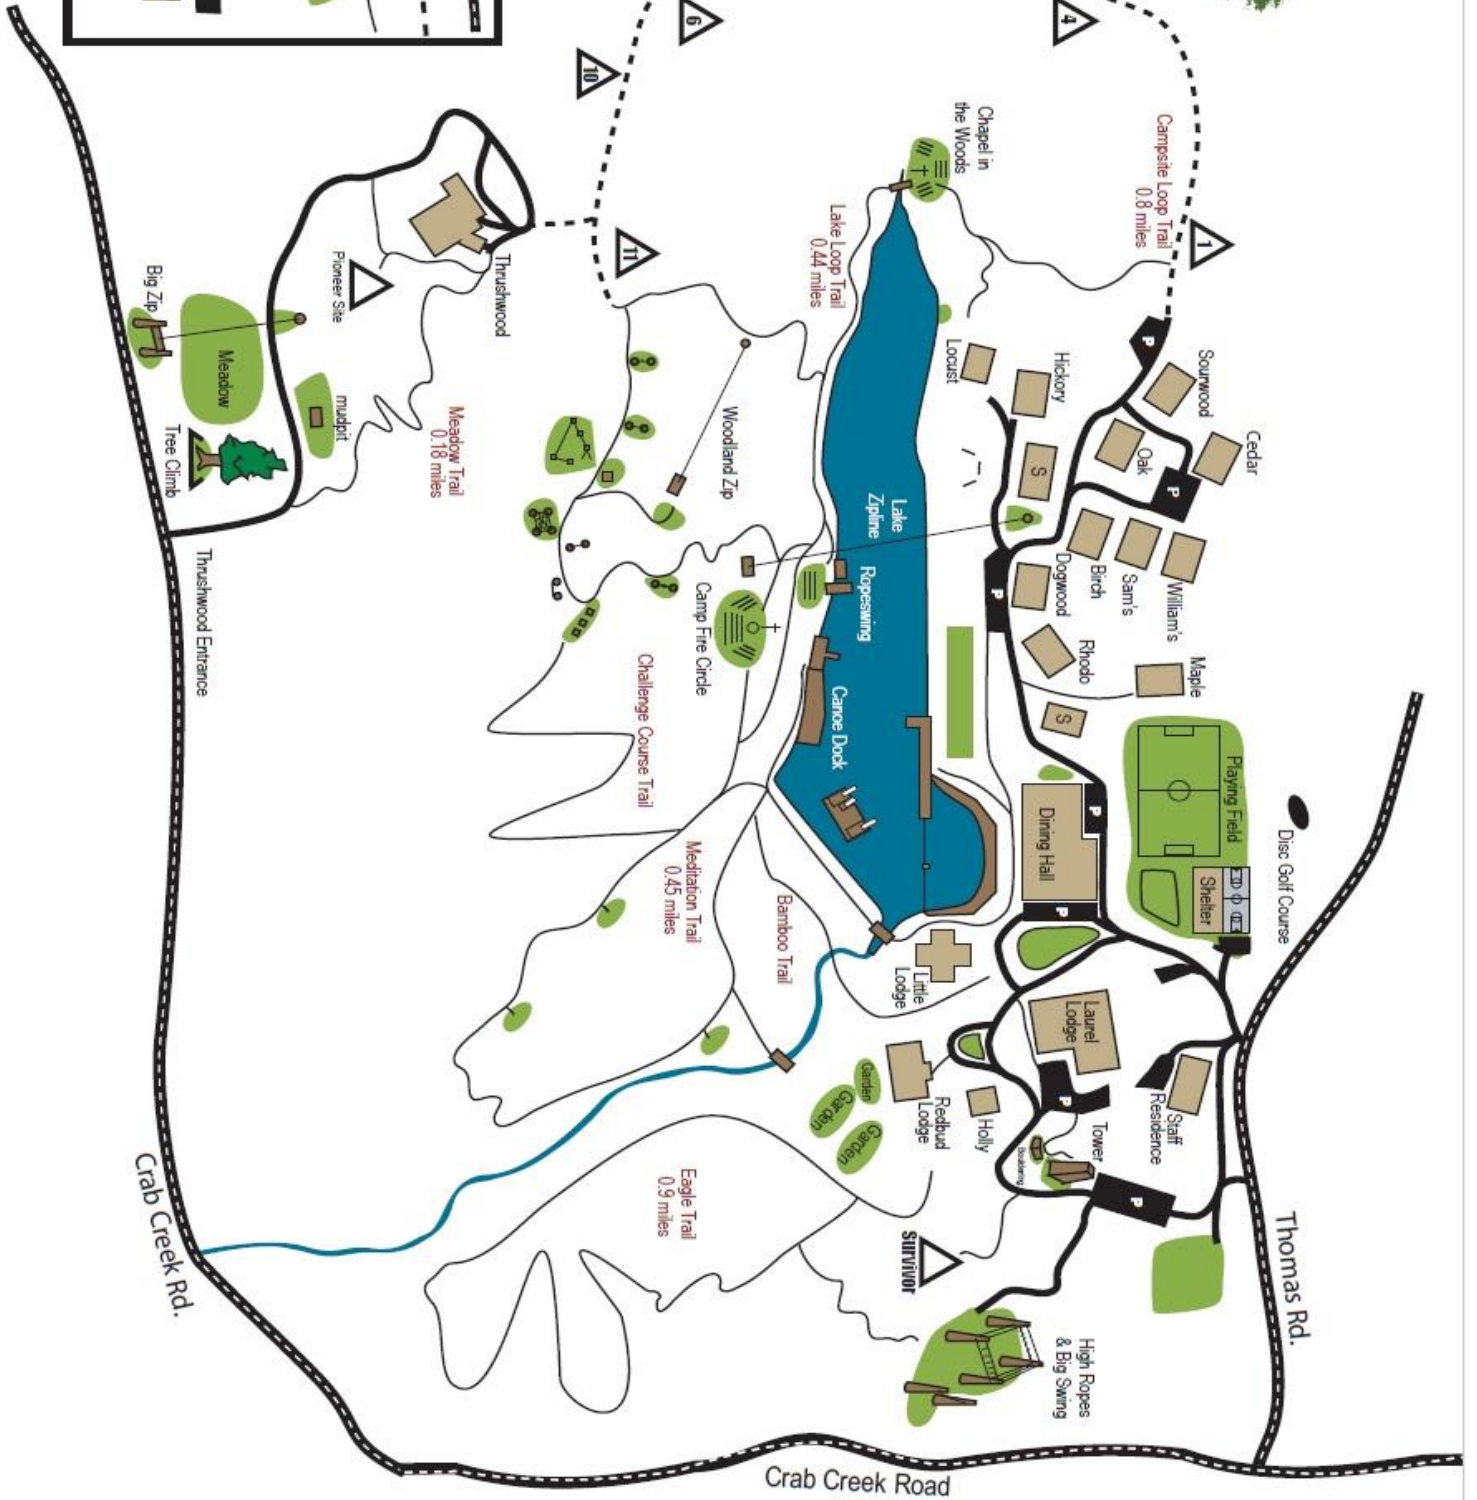 6
4
10
Campsite Loop Trail
0.8 miles
1
Chapel in
the Woods
Lake Loop Trail
0.44 miles
11
Thrushwood
Pioneer Site
Big Zip
Meadow
mudpit
Tree Climb
Meadow Trail
0.18 miles
Thrushwood Entrance
Woodland Zip
Lake
Zipline
Ropeswing
Canoe Dock
Camp Fire Circle
Challenge Course Trail
Locust
Hickory
S
P
Sourwood
Cedar
Oak
P
Birch
Sam's
William's
Dogwood
P
Rhodo
Maple
S
Playing Field
Shelter
Disc Golf Course
Dining Hall
P
P
Little
Lodge
Laurel
Lodge
P
Staff
Residence
Tower
Bouldering
P
Holly
Redbud
Lodge
Garden
Garden
Garden
Bamboo Trail
Meditation Trail
0.45 miles
Eagle Trail
0.9 miles
Survivor
High Ropes
& Big Swing
Thomas Rd.
Crab Creek Rd.
Crab Creek Road